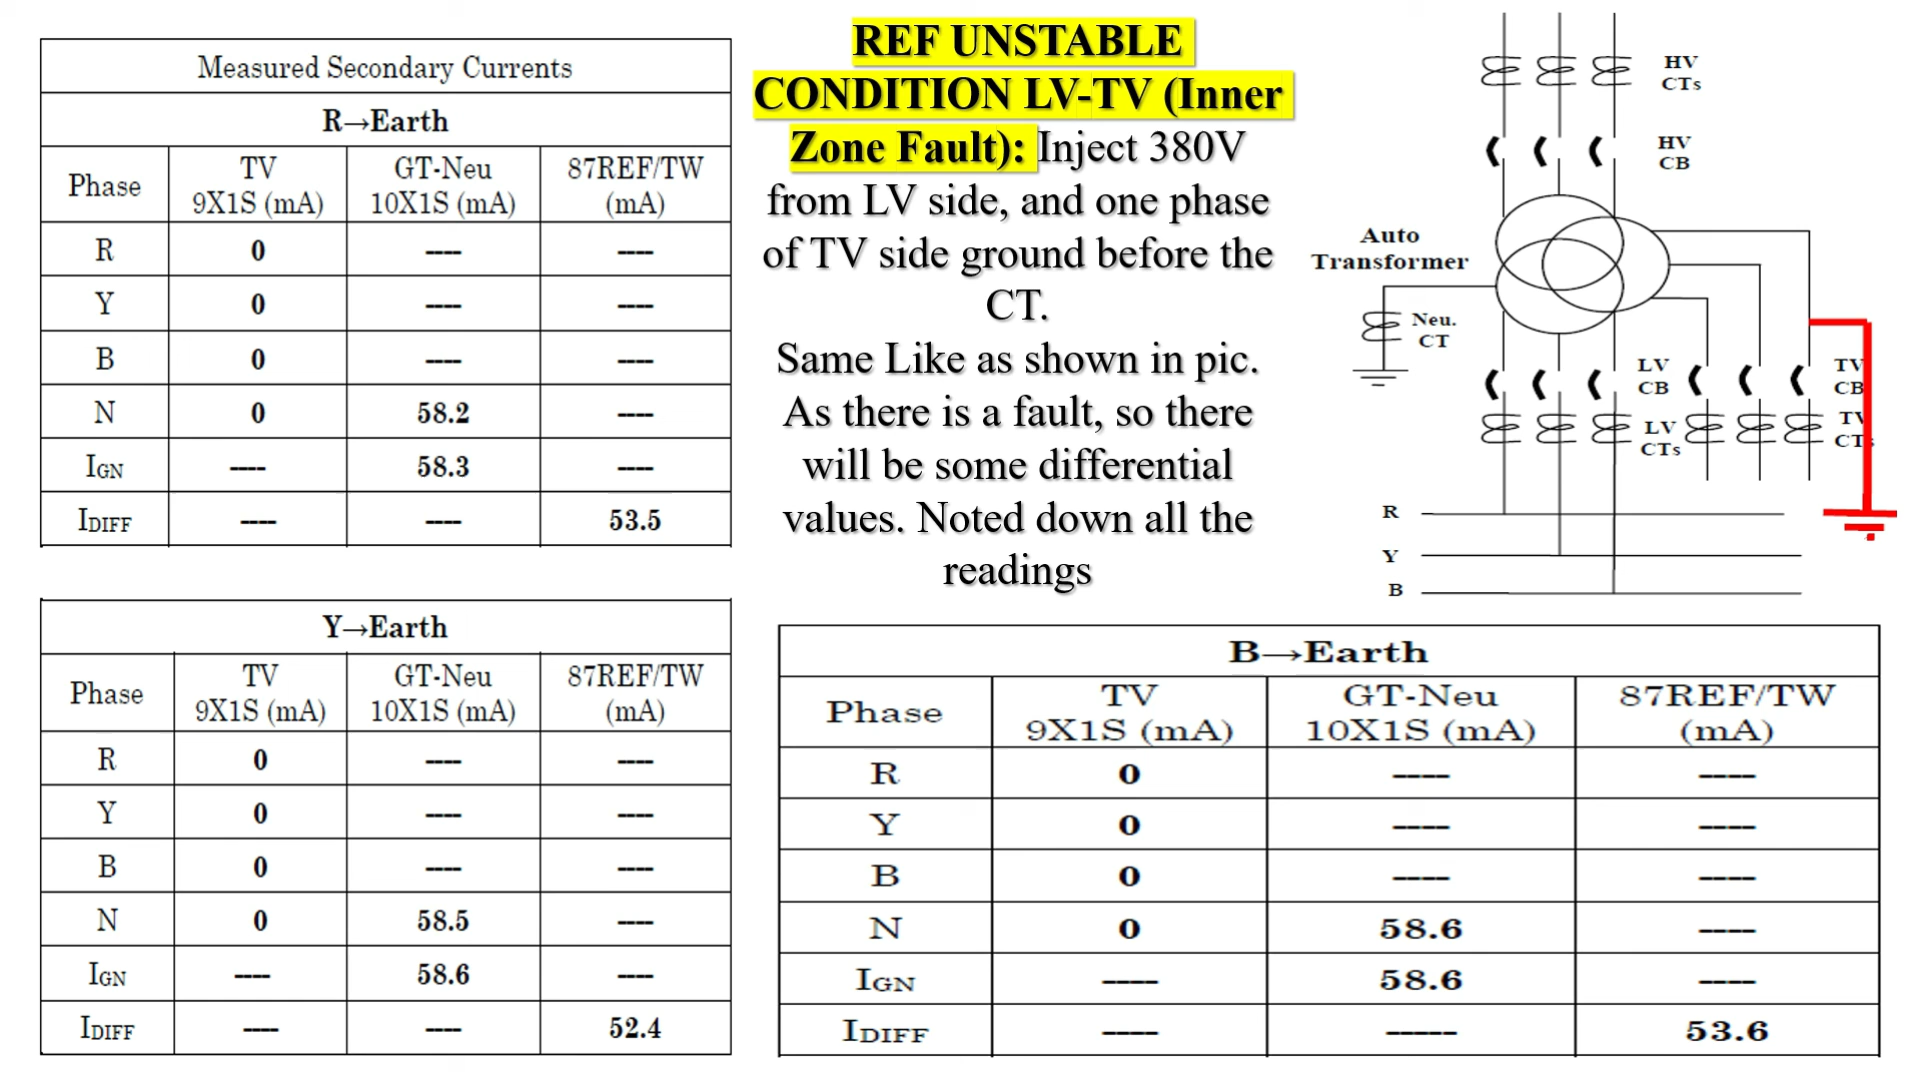 Measured Secondary Currents
R→Earth
Phase TV 9X1S (mA) GT-Neu 10X1S (mA) 87REF/TW (mA)
R 0 ---- ----
Y 0 ---- ----
B 0 ---- ----
N 0 58.2 ----
IGN ---- 58.3 ----
IDIFF ---- ---- 53.5
Y→Earth
Phase TV 9X1S (mA) GT-Neu 10X1S (mA) 87REF/TW (mA)
R 0 ---- ----
Y 0 ---- ----
B 0 ---- ----
N 0 58.5 ----
IGN ---- 58.6 ----
IDIFF ---- ---- 52.4
REF UNSTABLE
CONDITION LV-TV (Inner
Zone Fault): Inject 380V
from LV side, and one phase
of TV side ground before the
CT.
Same Like as shown in pic.
As there is a fault, so there
will be some differential
values. Noted down all the
readings
HV
CTs
HV
CB
Auto
Transformer
Neu.
CT
LV
CB
TV
CB
LV
CTs
TV
CTs
R
Y
B
B→Earth
Phase TV 9X1S (mA) GT-Neu 10X1S (mA) 87REF/TW (mA)
R 0 ---- ----
Y 0 ---- ----
B 0 ---- ----
N 0 58.6 ----
IGN ---- 58.6 ----
IDIFF ---- ----- 53.6